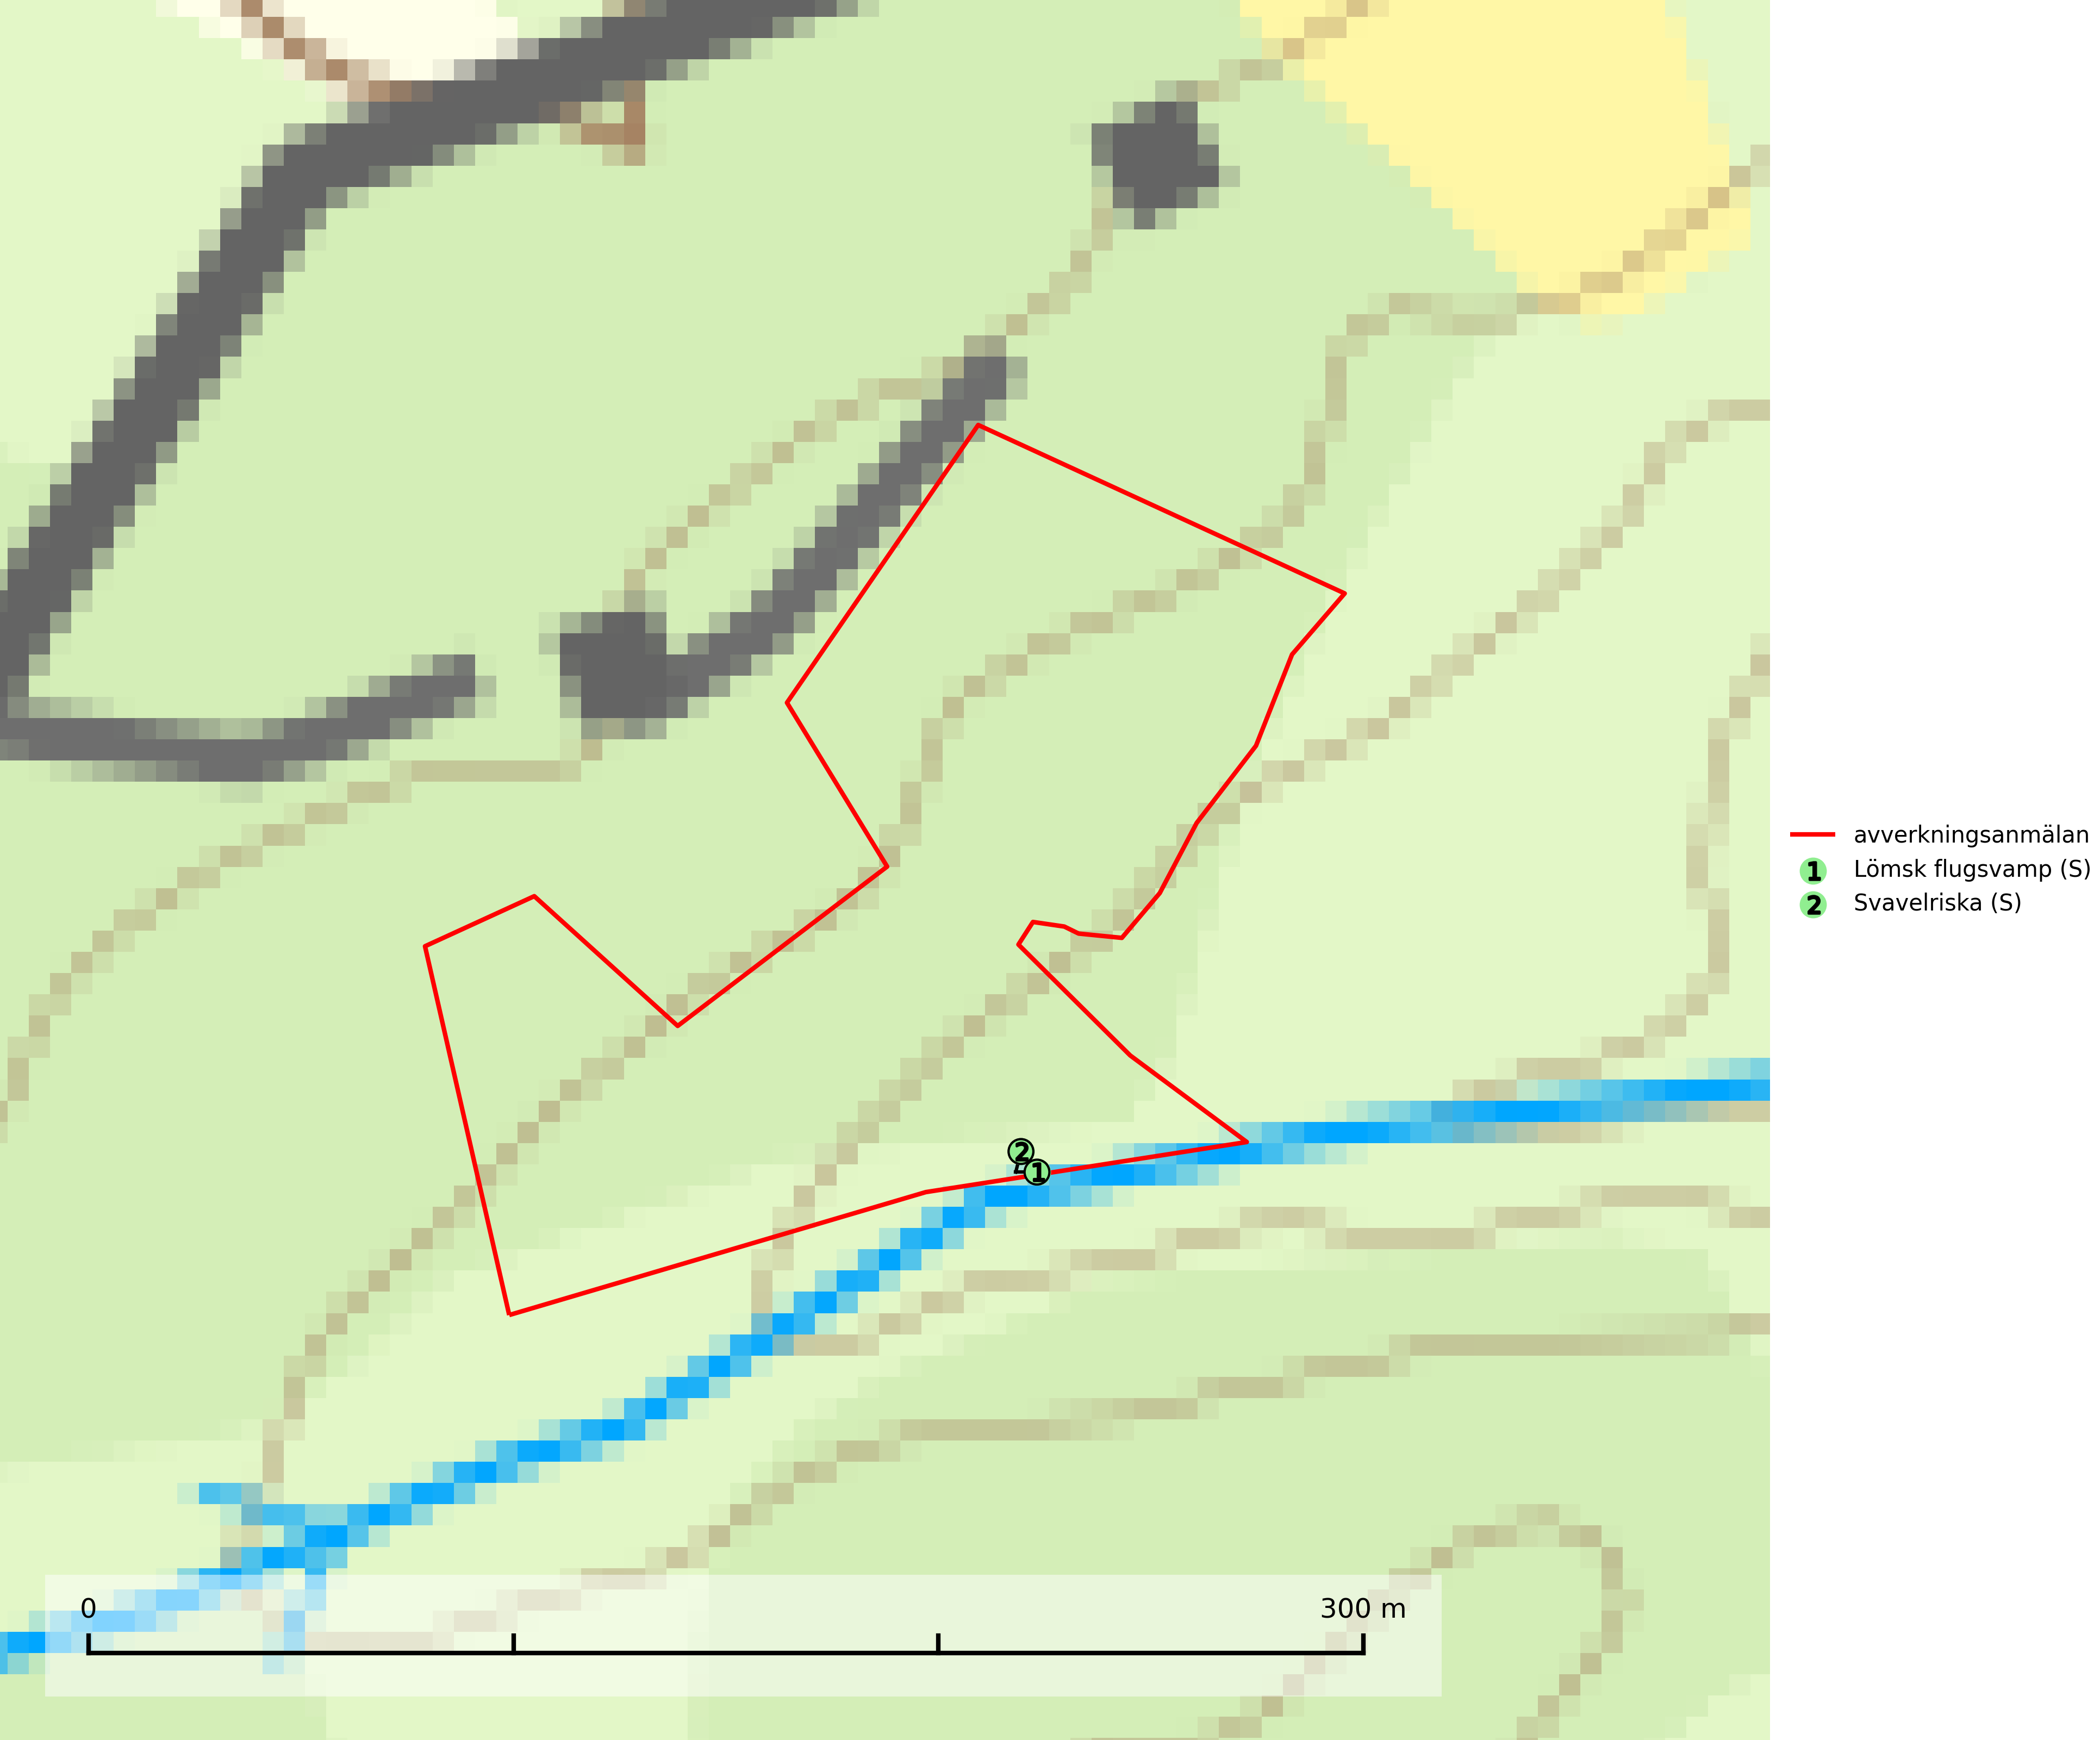 avverkningsanmälan
1 Lömsk flugsvamp (S)
2 Svavelriska (S)
2
1
0 300 m